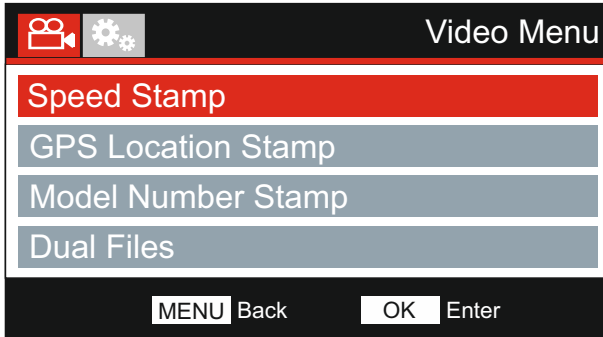 Video Menu
Speed Stamp
GPS Location Stamp
Model Number Stamp
Dual Files
MENU Back OK Enter